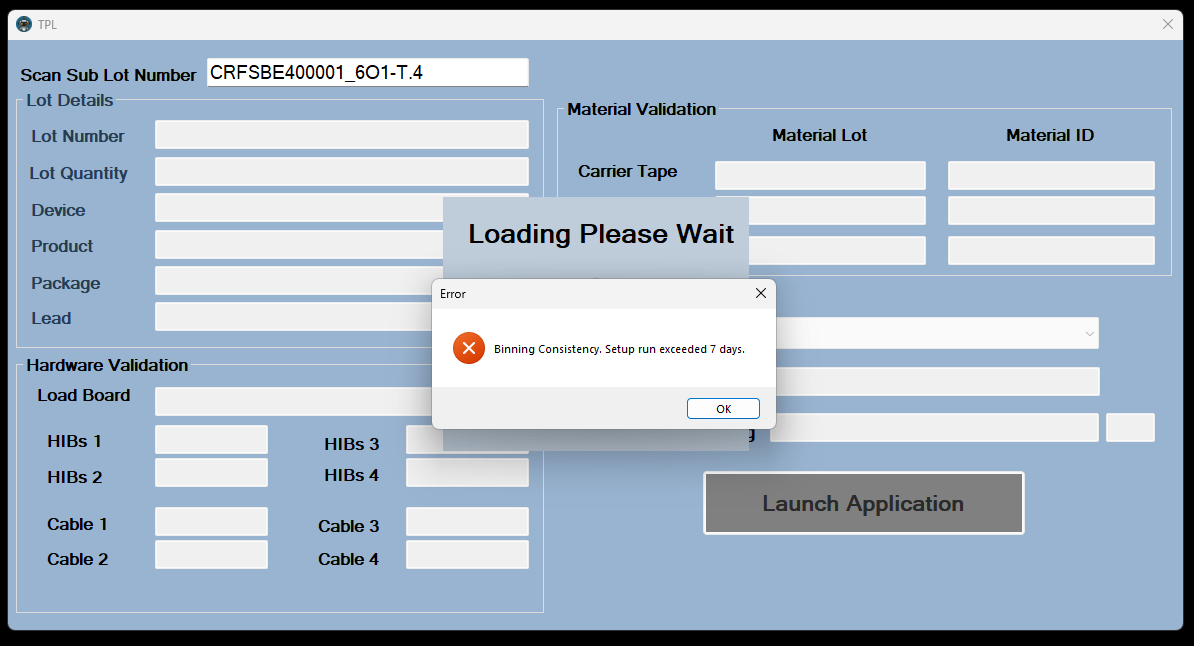 TPL
Scan Sub Lot Number CRFSBE400001_6O1-T.4
Lot Details
Lot Number
Lot Quantity
Device
Product
Package
Lead
Material Validation
Material Lot Material ID
Carrier Tape
Loading Please Wait
Error
Binning Consistency. Setup run exceeded 7 days.
OK
Hardware Validation
Load Board
HIBs 1 HIBs 3
HIBs 2 HIBs 4
Cable 1 Cable 3
Cable 2 Cable 4
Launch Application